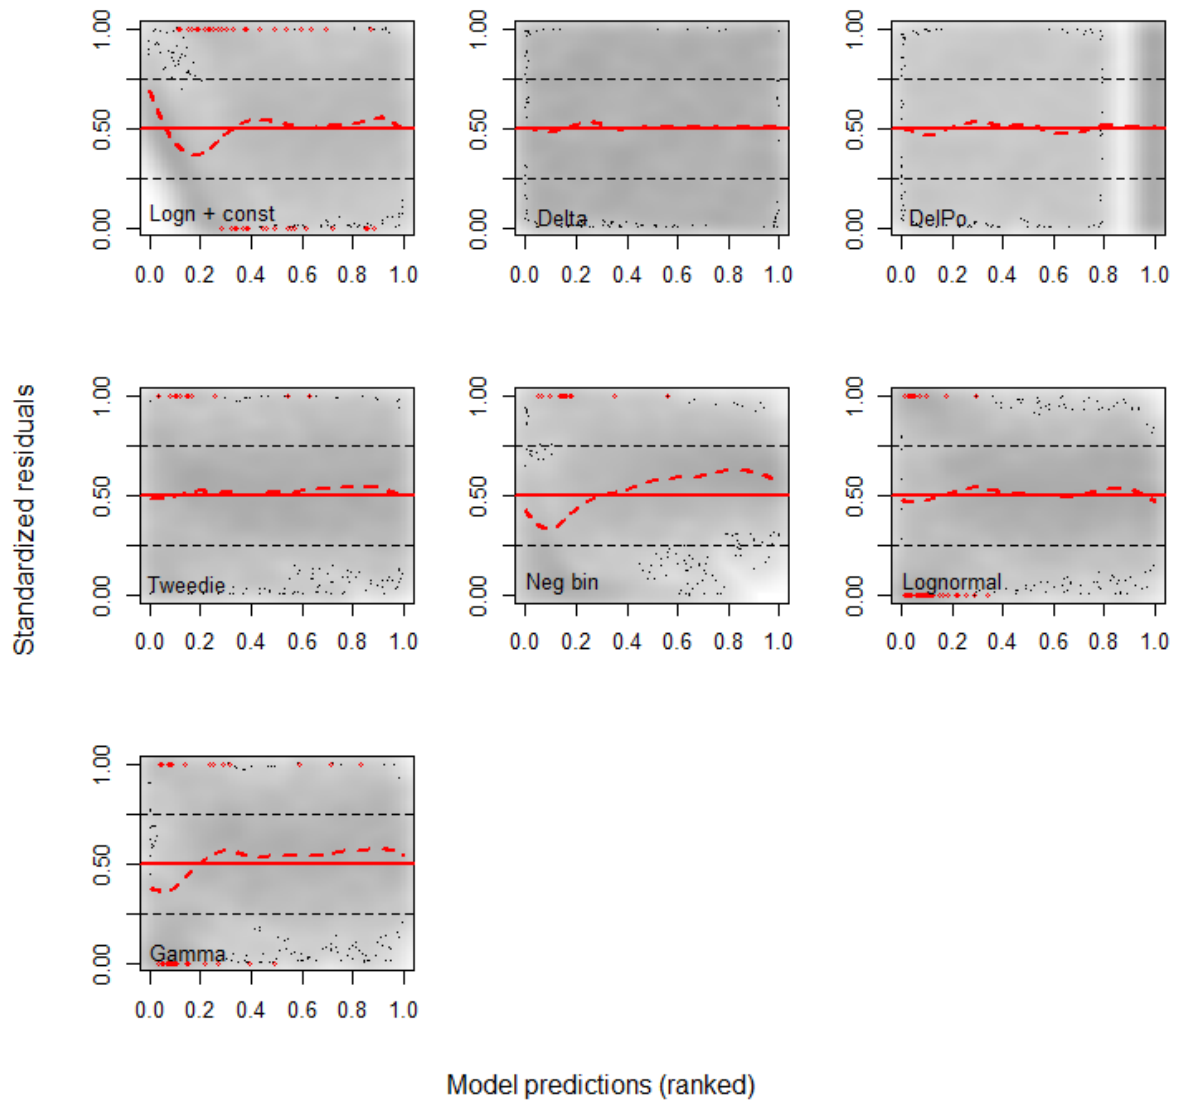 1.00 0.50 0.00
Logn + const
0.0 0.2 0.4 0.6 0.8 1.0
1.00 0.50 0.00
Delta
0.0 0.2 0.4 0.6 0.8 1.0
1.00 0.50 0.00
DelPo
0.0 0.2 0.4 0.6 0.8 1.0
Standardized residuals
1.00 0.50 0.00
Tweedie
0.0 0.2 0.4 0.6 0.8 1.0
1.00 0.50 0.00
Neg bin
0.0 0.2 0.4 0.6 0.8 1.0
1.00 0.50 0.00
Lognormal
0.0 0.2 0.4 0.6 0.8 1.0
1.00 0.50 0.00
Gamma
0.0 0.2 0.4 0.6 0.8 1.0
Model predictions (ranked)